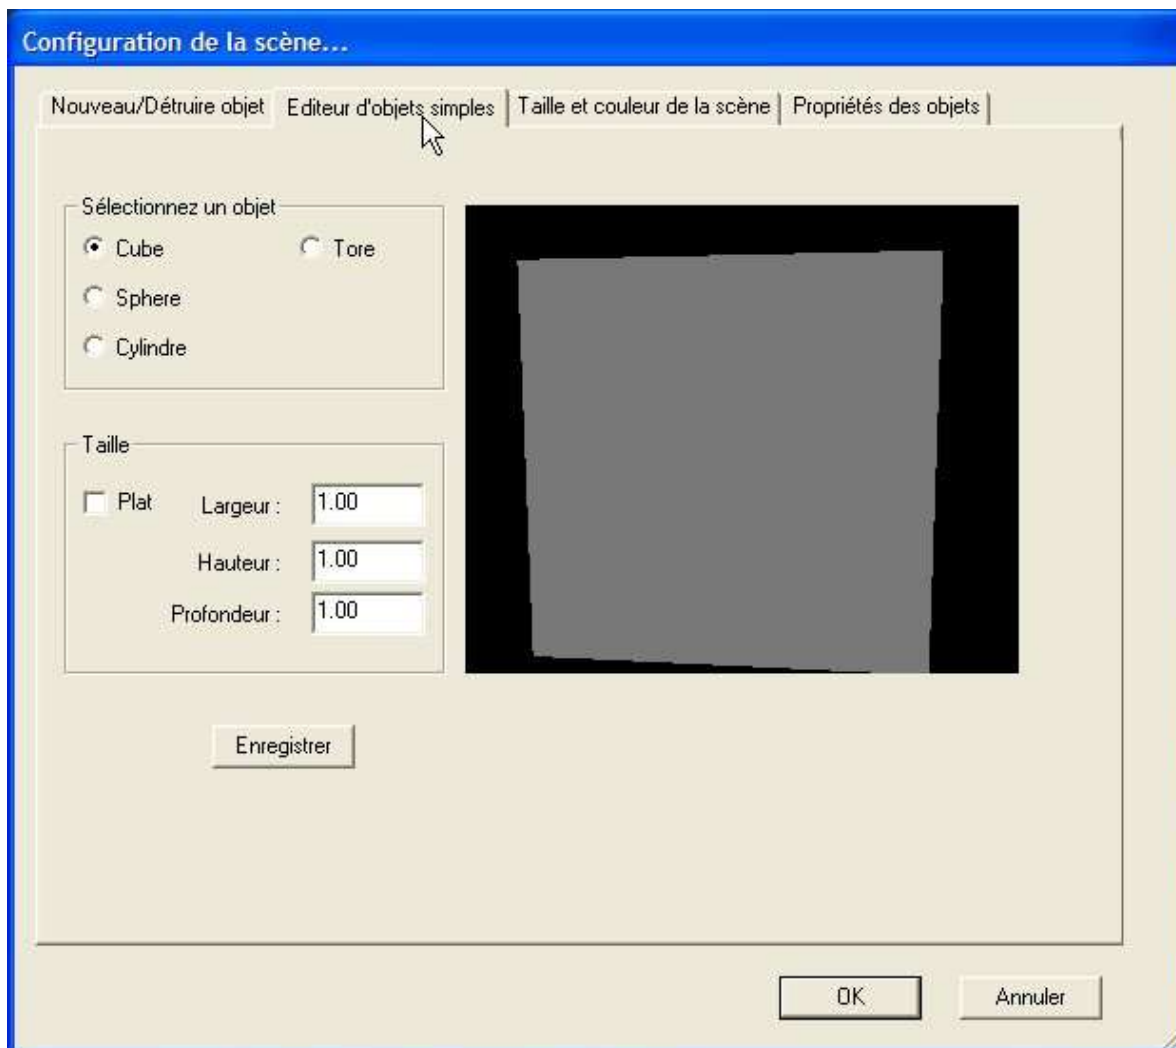 Configuration de la scène...
Nouveau/Détruire objet
Editeur d'objets simples
Taille et couleur de la scène
Propriétés des objets
Sélectionnez un objet
Cube
Tore
Sphere
Cylindre
Taille
Plat
Largeur :
1.00
Hauteur :
1.00
Profondeur :
1.00
Enregistrer
OK
Annuler